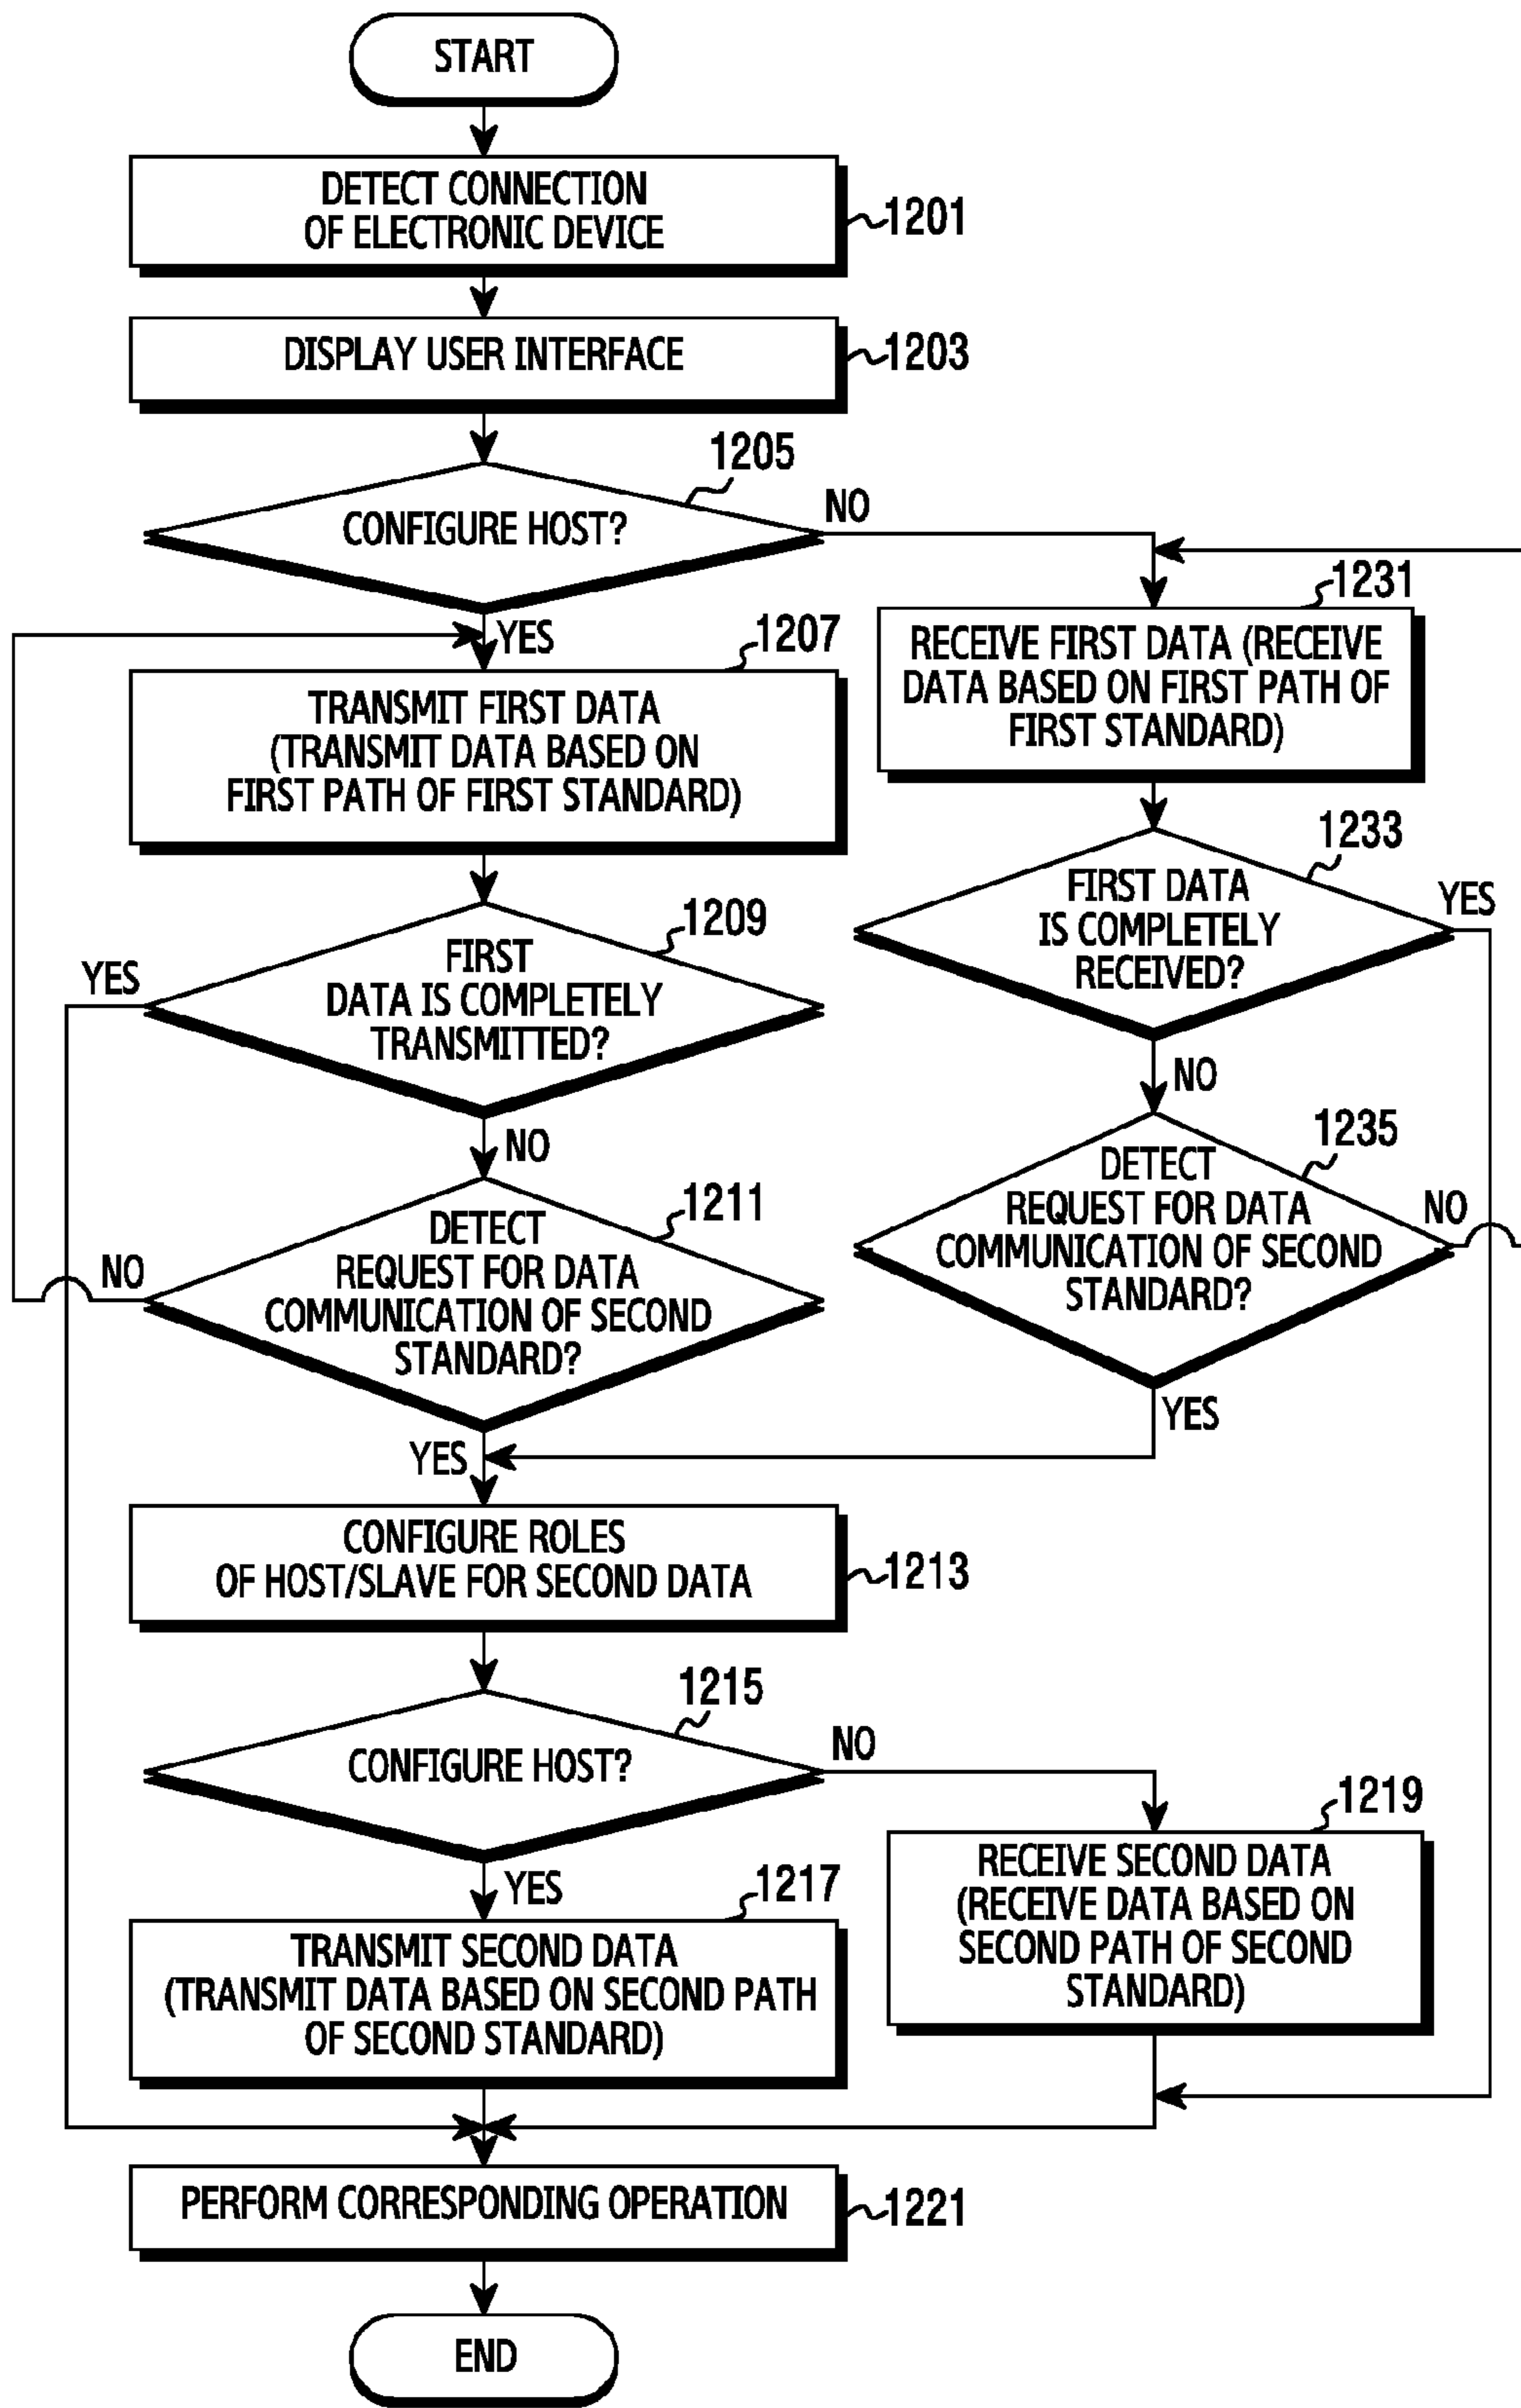 START
DETECT CONNECTION
OF ELECTRONIC DEVICE
1201
DISPLAY USER INTERFACE
1203
1205
CONFIGURE HOST?
NO
YES
1207
TRANSMIT FIRST DATA
(TRANSMIT DATA BASED ON
FIRST PATH OF FIRST STANDARD)
1231
RECEIVE FIRST DATA (RECEIVE
DATA BASED ON FIRST PATH OF
FIRST STANDARD)
1209
FIRST
DATA IS COMPLETELY
TRANSMITTED?
YES
NO
1233
FIRST DATA
IS COMPLETELY
RECEIVED?
YES
NO
1211
DETECT
REQUEST FOR DATA
COMMUNICATION OF SECOND
STANDARD?
NO
YES
1235
DETECT
REQUEST FOR DATA
COMMUNICATION OF SECOND
STANDARD?
NO
YES
CONFIGURE ROLES
OF HOST/SLAVE FOR SECOND DATA
1213
1215
CONFIGURE HOST?
NO
YES
1217
TRANSMIT SECOND DATA
(TRANSMIT DATA BASED ON SECOND PATH
OF SECOND STANDARD)
1219
RECEIVE SECOND DATA
(RECEIVE DATA BASED ON
SECOND PATH OF SECOND
STANDARD)
PERFORM CORRESPONDING OPERATION
1221
END